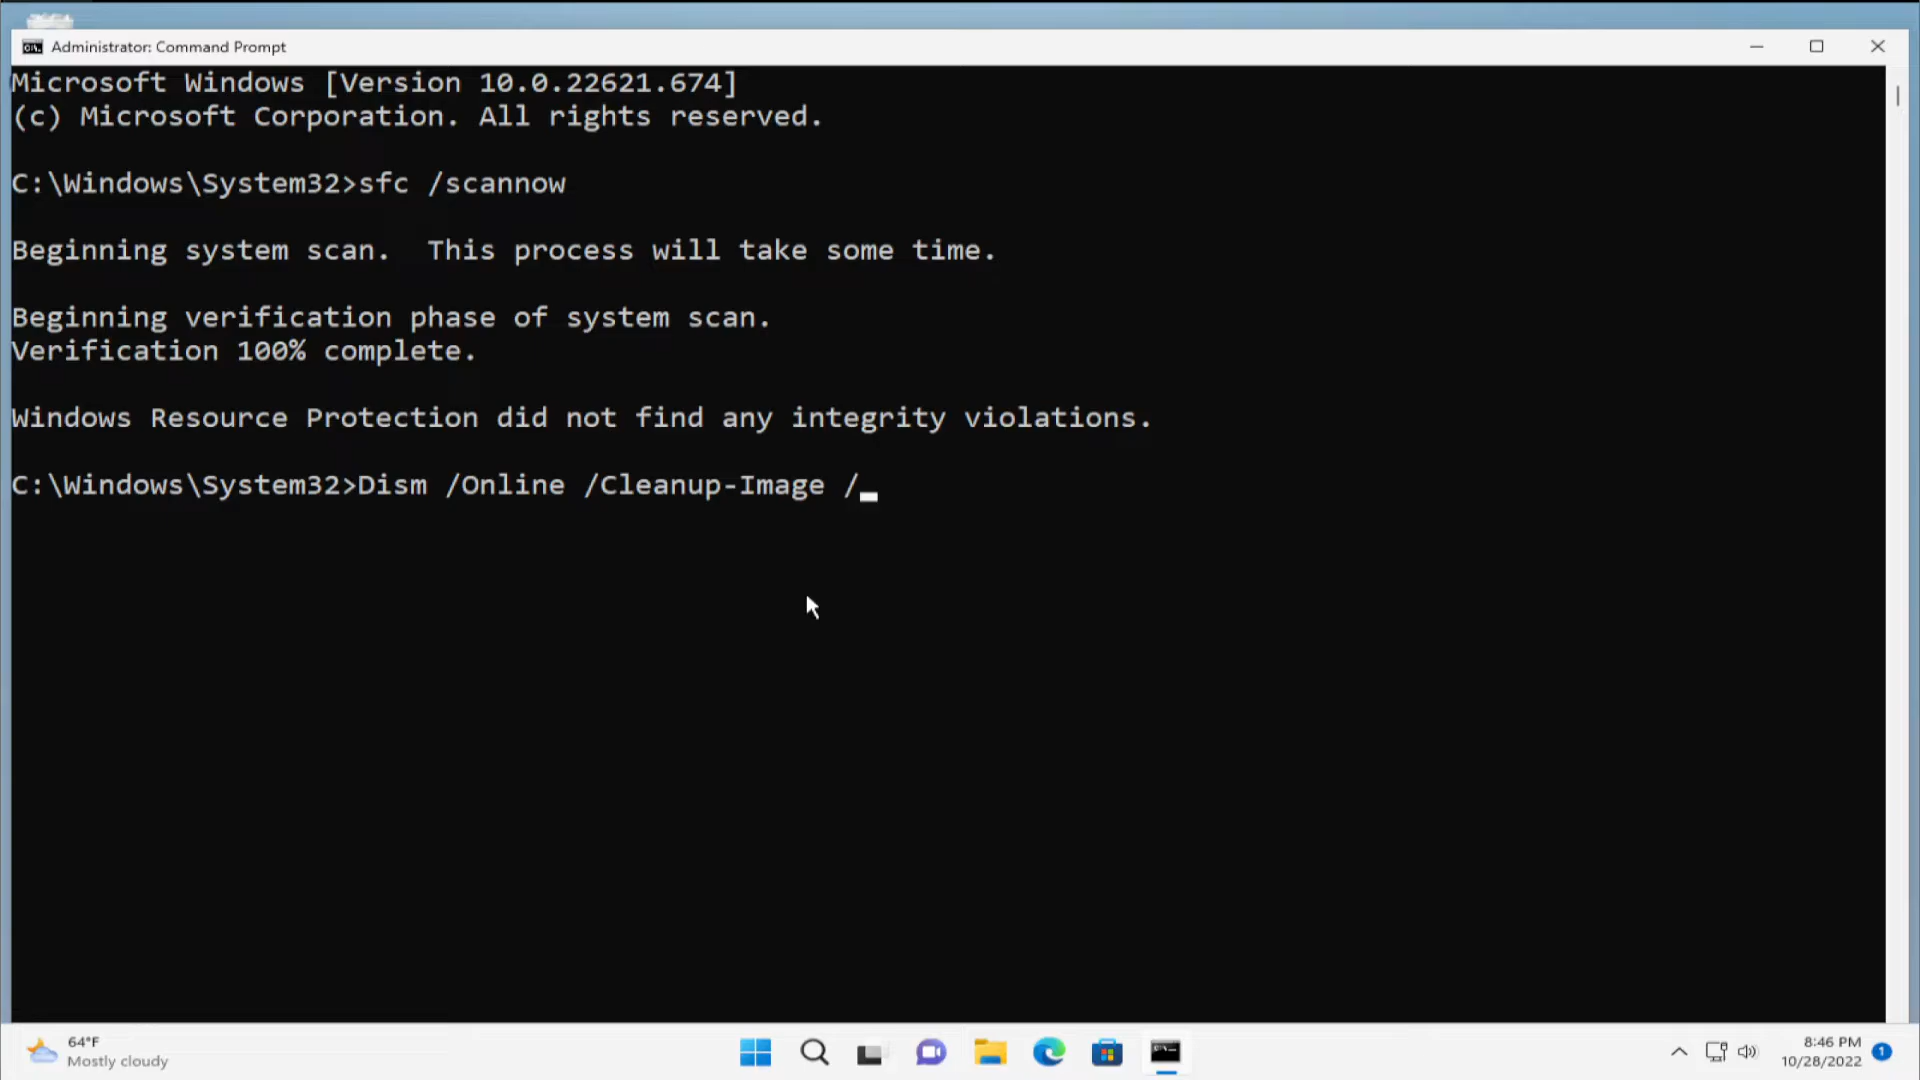 Administrator: Command Prompt
Microsoft Windows [Version 10.0.22621.674]
(c) Microsoft Corporation. All rights reserved.
C:\Windows\System32>sfc /scannow
Beginning system scan.  This process will take some time.
Beginning verification phase of system scan.
Verification 100% complete.
Windows Resource Protection did not find any integrity violations.
C:\Windows\System32>Dism /Online /Cleanup-Image /
64°F
Mostly cloudy
8:46 PM
10/28/2022
1